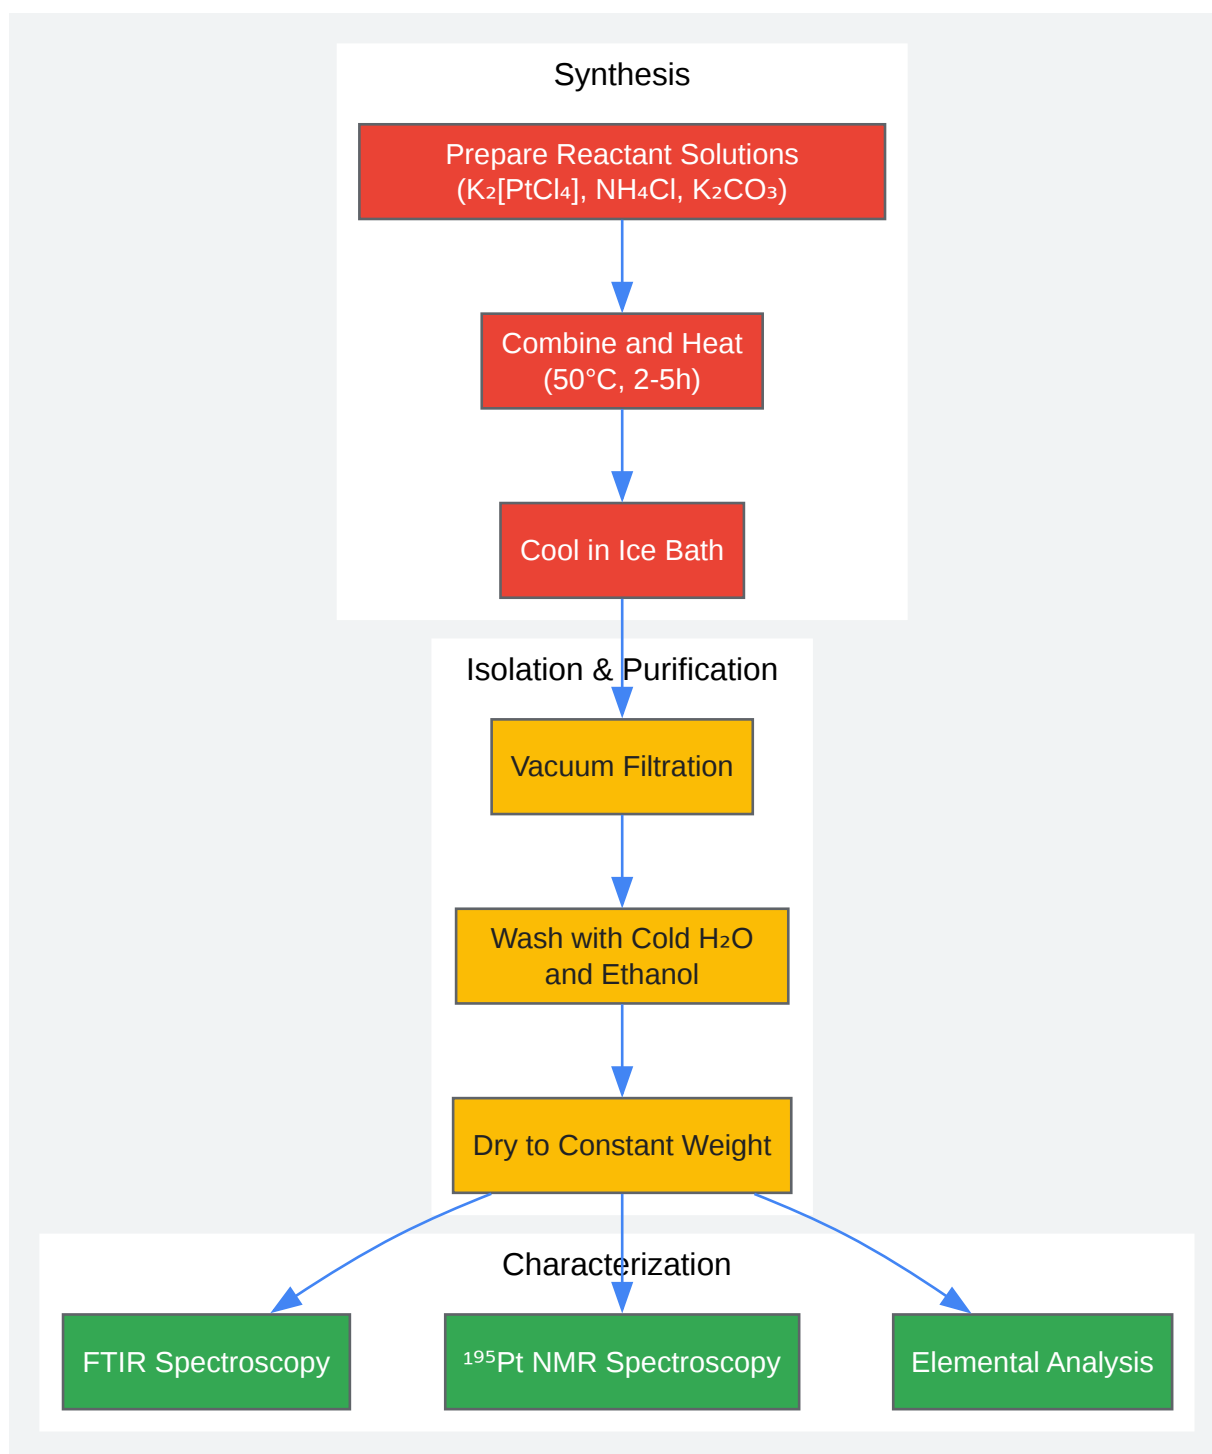 Synthesis
Prepare Reactant Solutions
(K₂[PtCl₄], NH₄Cl, K₂CO₃)
Combine and Heat
(50°C, 2-5h)
Cool in Ice Bath
Isolation & Purification
Vacuum Filtration
Wash with Cold H₂O
and Ethanol
Dry to Constant Weight
Characterization
FTIR Spectroscopy
¹⁹⁵Pt NMR Spectroscopy
Elemental Analysis